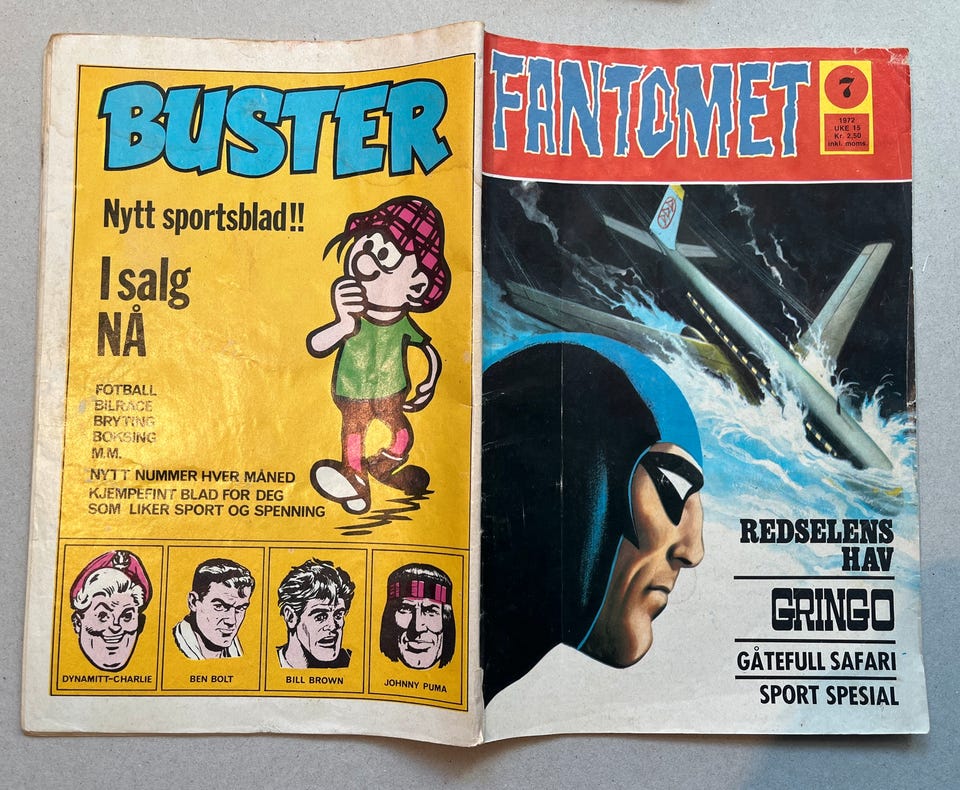 BUSTER
Nytt sportsblad!!
I salg
NÅ
FOTBALL
BILRACE
BRYTING
BOKSING
M.M.
NYTT NUMMER HVER MÅNED
KJEMPEFINT BLAD FOR DEG
SOM LIKER SPORT OG SPENNING
DYNAMITT-CHARLIE
BEN BOLT
BILL BROWN
JOHNNY PUMA
FANTOMET
7
1972
UKE 15
Kr. 2,50
inkl. moms.
REDSELENS
HAV
GRINGO
GÅTEFULL SAFARI
SPORT SPESIAL